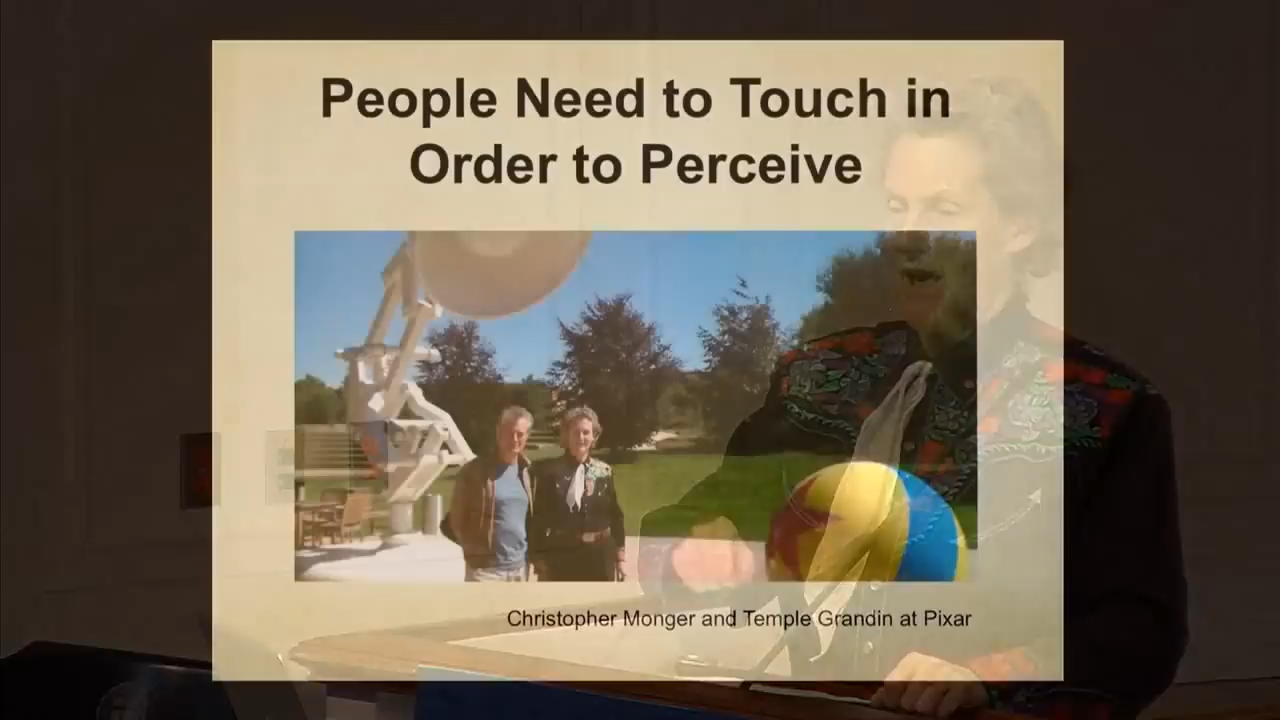 People Need to Touch in
Order to Perceive
Christopher Monger and Temple Grandin at Pixar